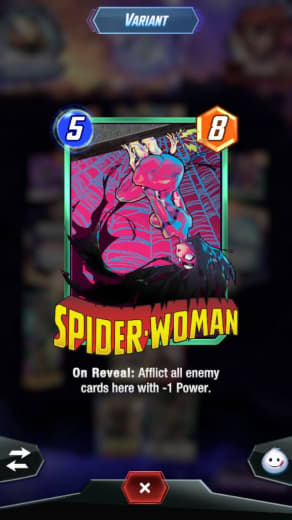 VARIANT
5
8
SPIDER-WOMAN
On Reveal: Afflict all enemy
cards here with -1 Power.